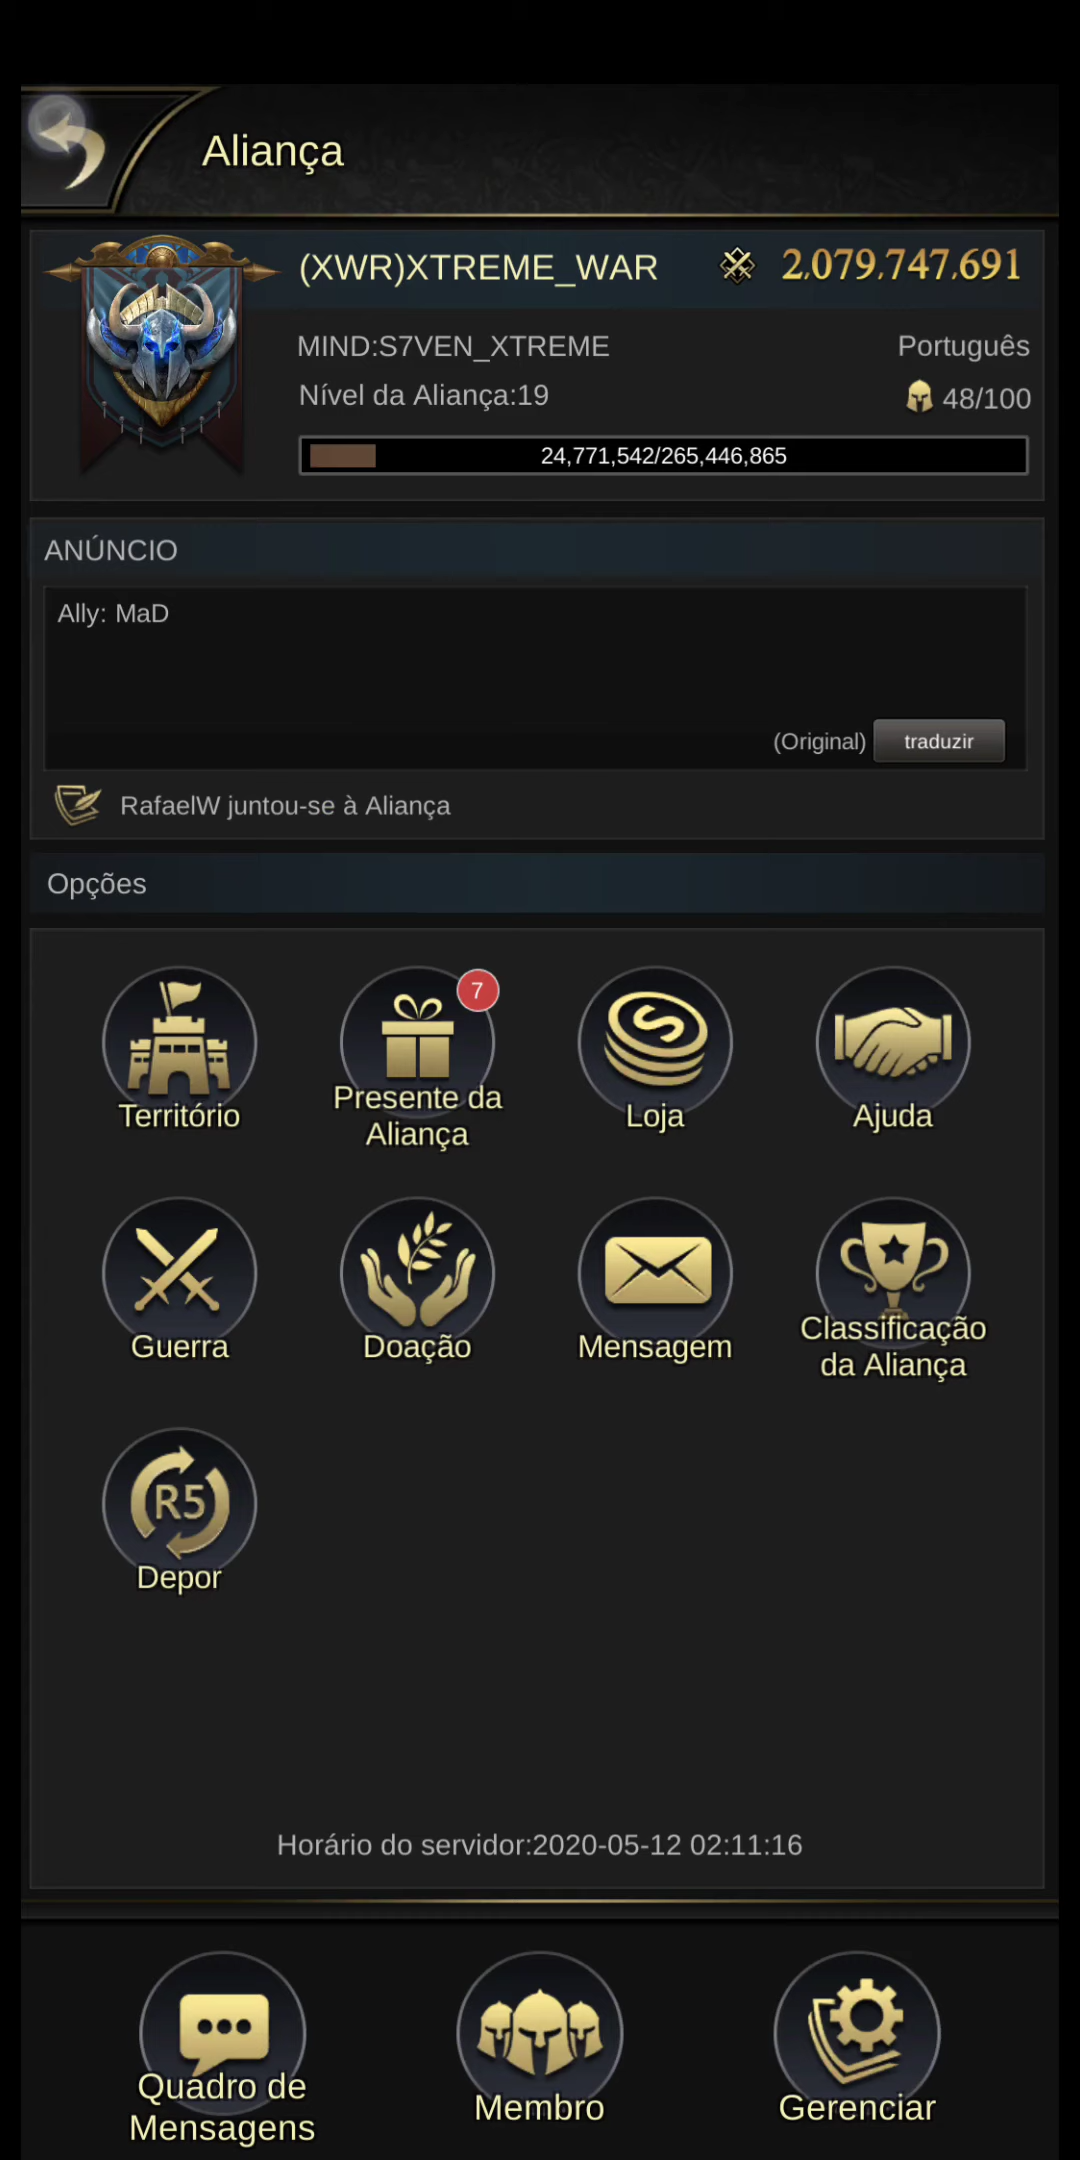 Aliança
(XWR)XTREME_WAR 2.079.747.691
MIND:S7VEN_XTREME Português
Nível da Aliança:19 48/100
24,771,542/265,446,865
ANÚNCIO
Ally: MaD
(Original) traduzir
RafaelW juntou-se à Aliança
Opções
7
Território Presente da Aliança Loja Ajuda
Guerra Doação Mensagem Classificação da Aliança
R5
Depor
Horário do servidor:2020-05-12 02:11:16
Quadro de Mensagens Membro Gerenciar